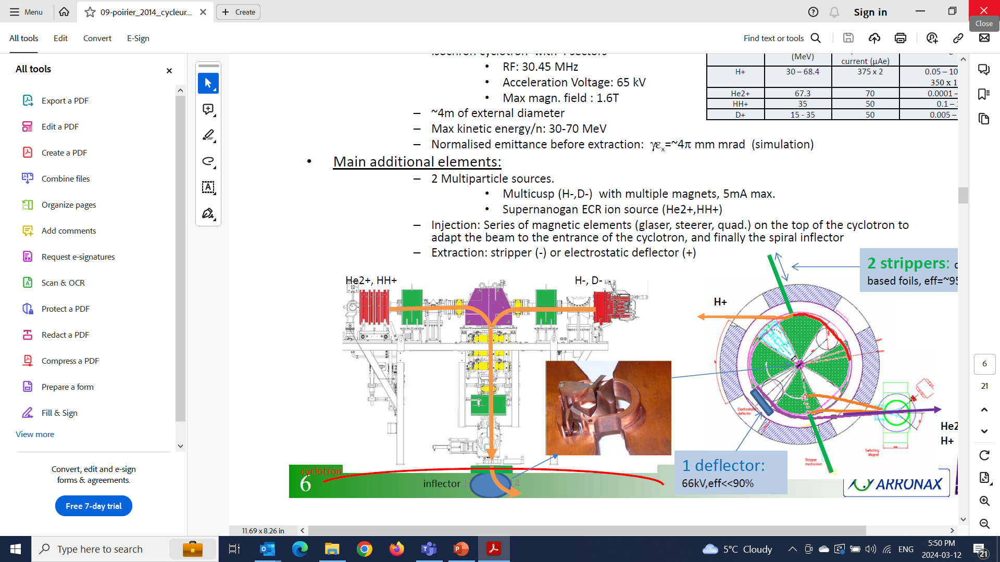 Menu
09-poirier_2014_cycleur....
Create
Sign in
Close
All tools
Edit
Convert
E-Sign
Find text or tools
All tools
Export a PDF
Edit a PDF
Create a PDF
Combine files
Organize pages
Add comments
Request e-signatures
Scan & OCR
Protect a PDF
Redact a PDF
Compress a PDF
Prepare a form
Fill & Sign
View more
Convert, edit and e-sign
forms & agreements.
Free 7-day trial
• RF: 30.45 MHz
• Acceleration Voltage: 65 kV
• Max magn. field : 1.6T
– ~4m of external diameter
– Max kinetic energy/n: 30-70 MeV
– Normalised emittance before extraction: γεx=~4π mm mrad (simulation)
• Main additional elements:
– 2 Multiparticle sources.
• Multicusp (H-,D-) with multiple magnets, 5mA max.
• Supernanogan ECR ion source (He2+,HH+)
– Injection: Series of magnetic elements (glaser, steerer, quad.) on the top of the cyclotron to
adapt the beam to the entrance of the cyclotron, and finally the spiral inflector
– Extraction: stripper (-) or electrostatic deflector (+)
(MeV)
current (µAe)
H+ 30 – 68.4 375 x 2 0.05 – 10
350 x 1
He2+ 67.3 70 0.0001 –
HH+ 35 50 0.1 –
D+ 15 - 35 50 0.005 –
He2+, HH+
H-, D-
2 strippers:
based foils, eff=~95
H+
Electrostatic
deflector
Switching
Magnet
Stripper
mechanism
He2
H+
1 deflector:
66kV,eff<<90%
cyclotron
6
inflector
14
ARRONAX
6
21
11.69 x 8.26 in
Type here to search
5°C Cloudy
ENG
5:50 PM
2024-03-12
21